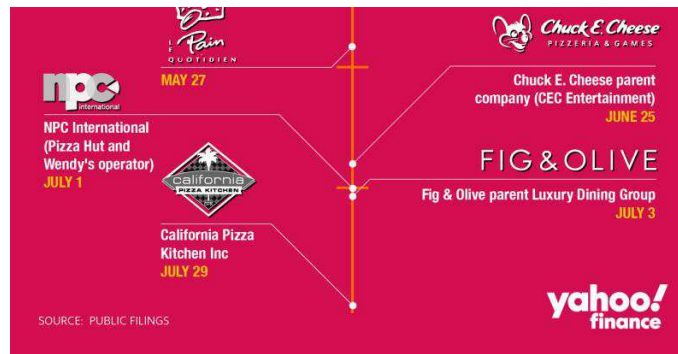 LE Pain
QUOTIDIEN
MAY 27
Chuck E. Cheese
PIZZERIA & GAMES
Chuck E. Cheese parent
company (CEC Entertainment)
JUNE 25
npc
international
NPC International
(Pizza Hut and
Wendy's operator)
JULY 1
FIG & OLIVE
Fig & Olive parent Luxury Dining Group
JULY 3
california
PIZZA KITCHEN
California Pizza
Kitchen Inc
JULY 29
SOURCE: PUBLIC FILINGS
yahoo!
finance